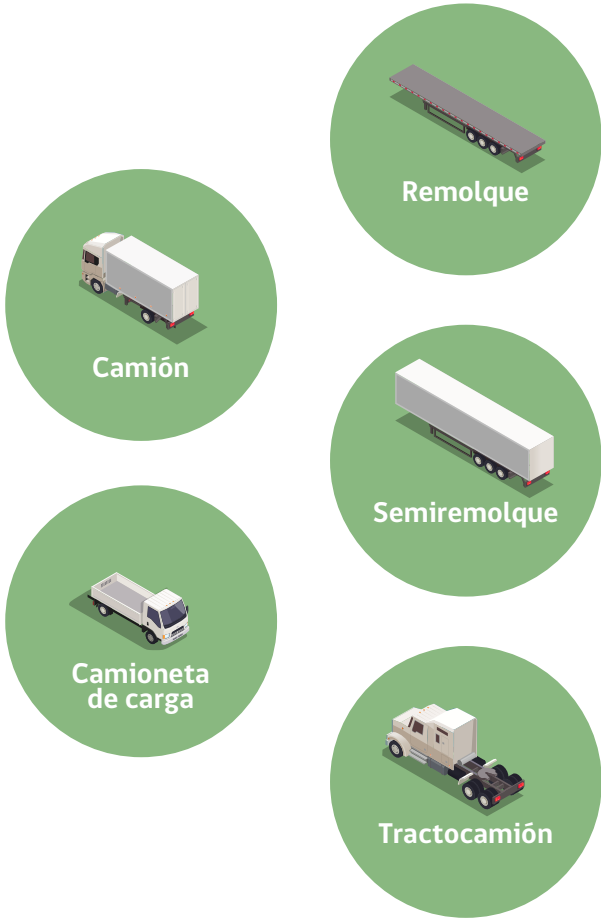 Remolque
Camión
Semiremolque
Camioneta
de carga
Tractocamión